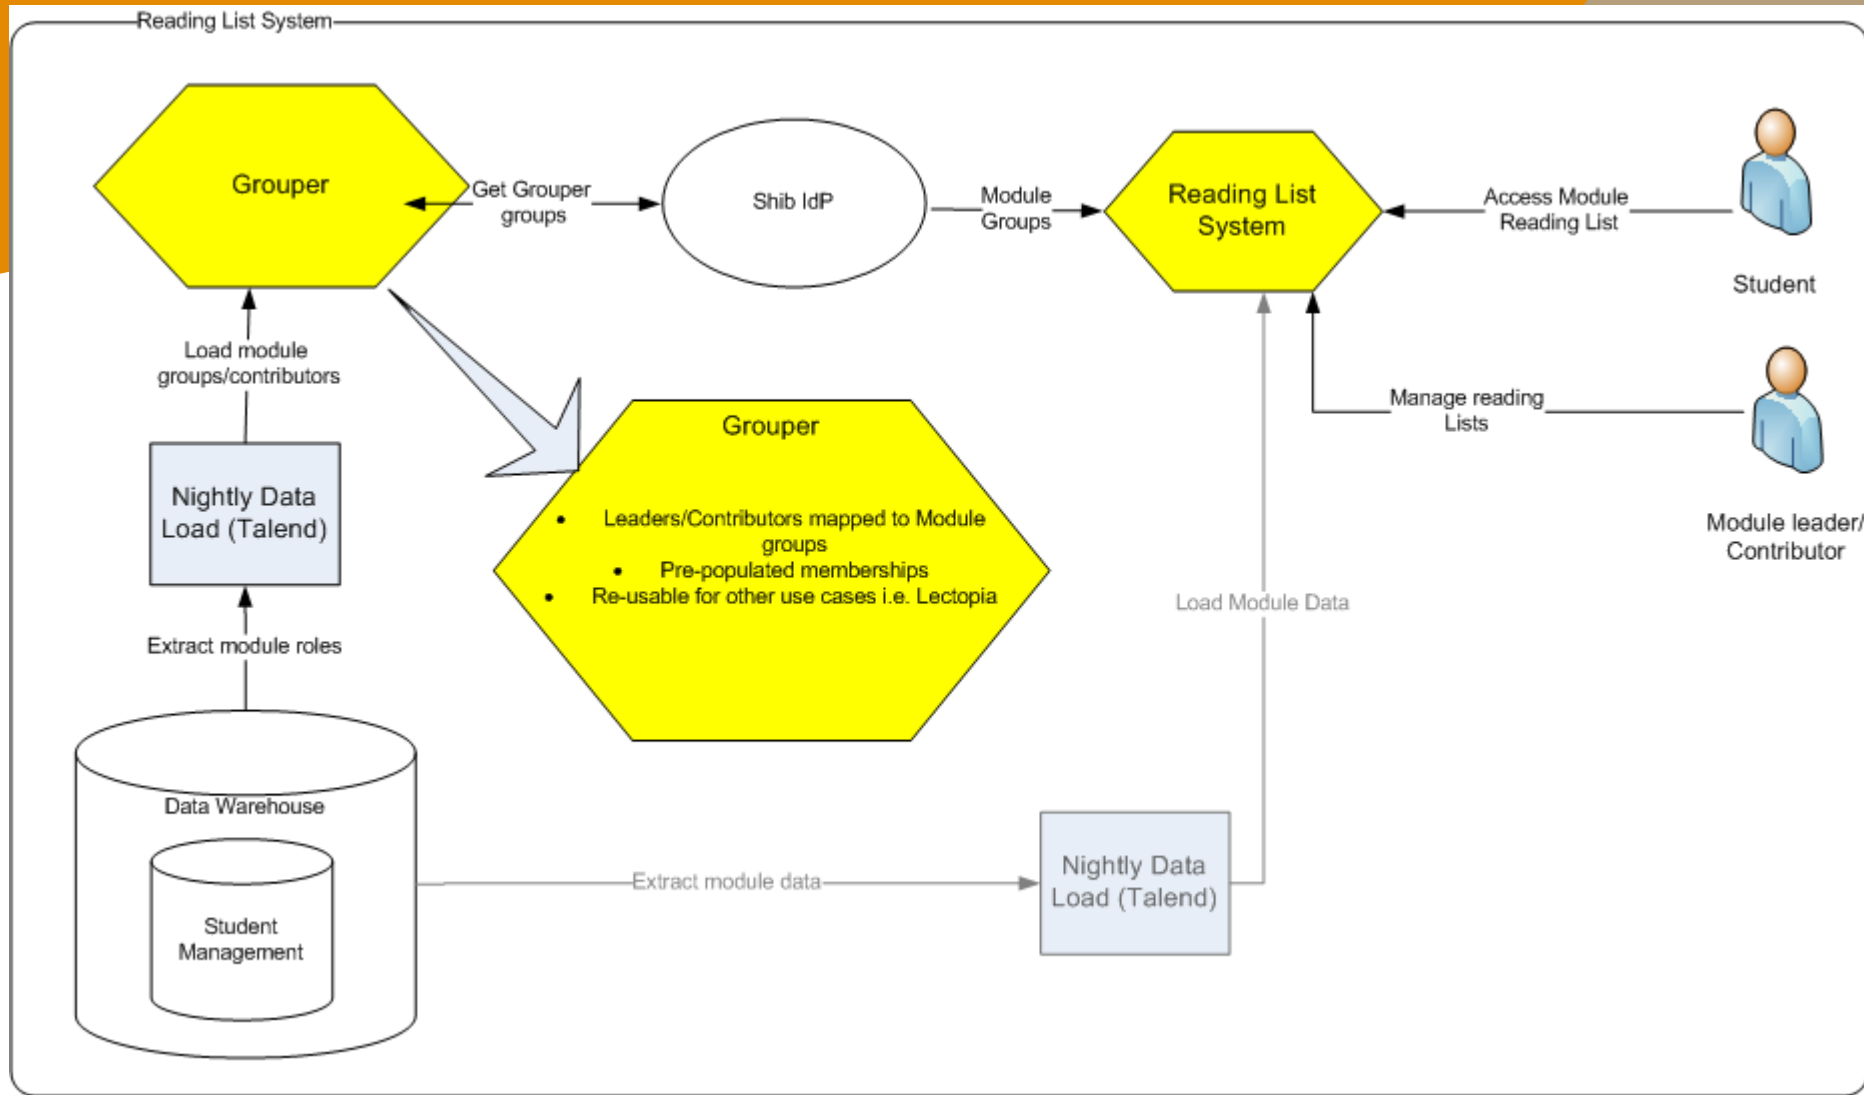 Reading List System
Grouper
Get Grouper
groups
Shib IdP
Module
Groups
Reading List
System
Access Module
Reading List
Student
Load module
groups/contributors
Manage reading
Lists
Module leader/
Contributor
Grouper
• Leaders/Contributors mapped to Module
groups
• Pre-populated memberships
• Re-usable for other use cases i.e. Lectopia
Nightly Data
Load (Talend)
Load Module Data
Extract module roles
Data Warehouse
Student
Management
Extract module data
Nightly Data
Load (Talend)